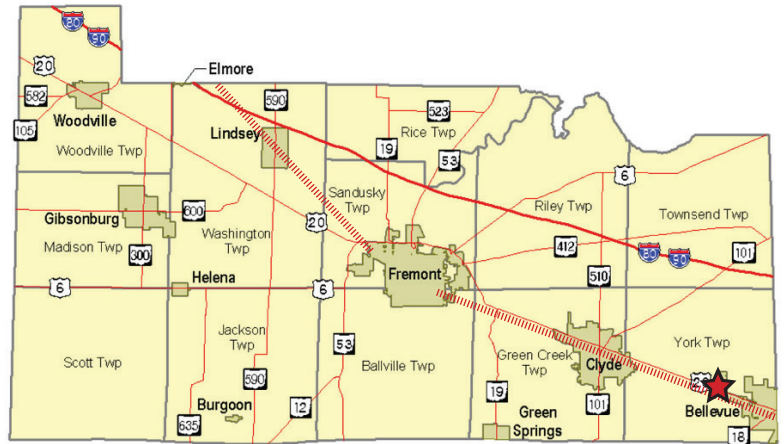 80
90
20
Elmore
582
590
Woodville
523
105
Lindsey
Rice Twp
Woodville Twp
19
53
6
Sandusky
Twp
Riley Twp
Townsend Twp
Gibsonburg
600
20
Washington
Twp
Madison Twp
412
101
300
80
90
Fremont
Helena
510
6
6
Jackson
Twp
53
York Twp
Scott Twp
Ballville Twp
Green Creek
Twp
Clyde
590
19
Bellevue
Burgoon
12
101
635
Green
Springs
18